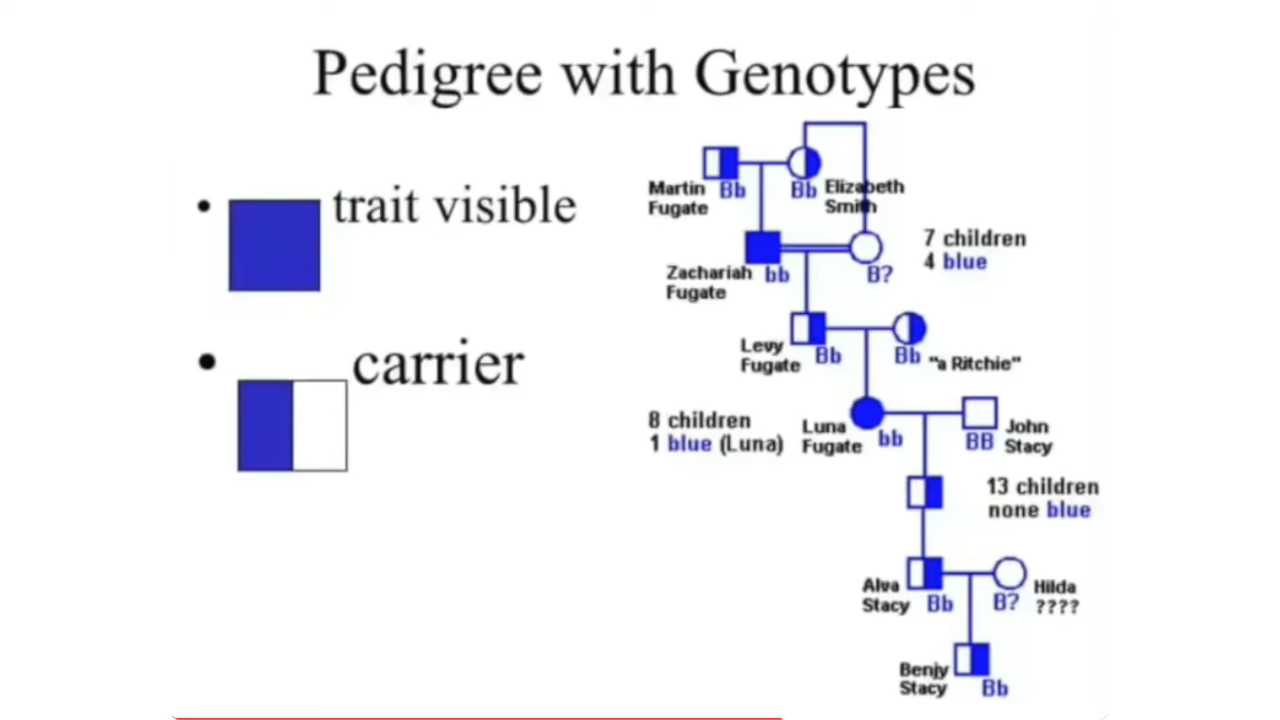 Pedigree with Genotypes
• trait visible
• carrier
Martin Fugate
Bb
Bb
Elizabeth Smith
Zachariah Fugate
bb
B?
7 children
4 blue
Levy Fugate
Bb
Bb
"a Ritchie"
8 children
1 blue (Luna)
Luna Fugate
bb
BB
John Stacy
13 children
none blue
Alva Stacy
Bb
B?
Hilda ????
Benjy Stacy
Bb